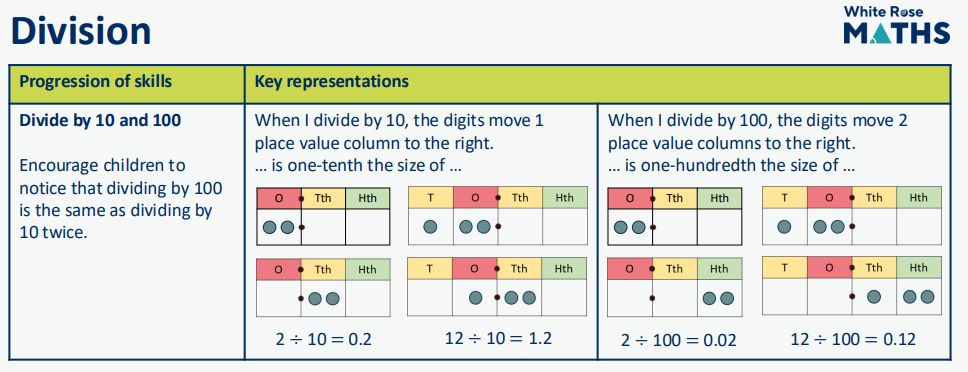 Division
White Rose
MATHS
Progression of skills
Key representations
Divide by 10 and 100
Encourage children to
notice that dividing by 100
is the same as dividing by
10 twice.
When I divide by 10, the digits move 1
place value column to the right.
... is one-tenth the size of ...
O Tth Hth
T O Tth Hth
O Tth Hth
T O Tth Hth
2 ÷ 10 = 0.2
12 ÷ 10 = 1.2
When I divide by 100, the digits move 2
place value columns to the right.
... is one-hundredth the size of ...
O Tth Hth
T O Tth Hth
O Tth Hth
T O Tth Hth
2 ÷ 100 = 0.02
12 ÷ 100 = 0.12